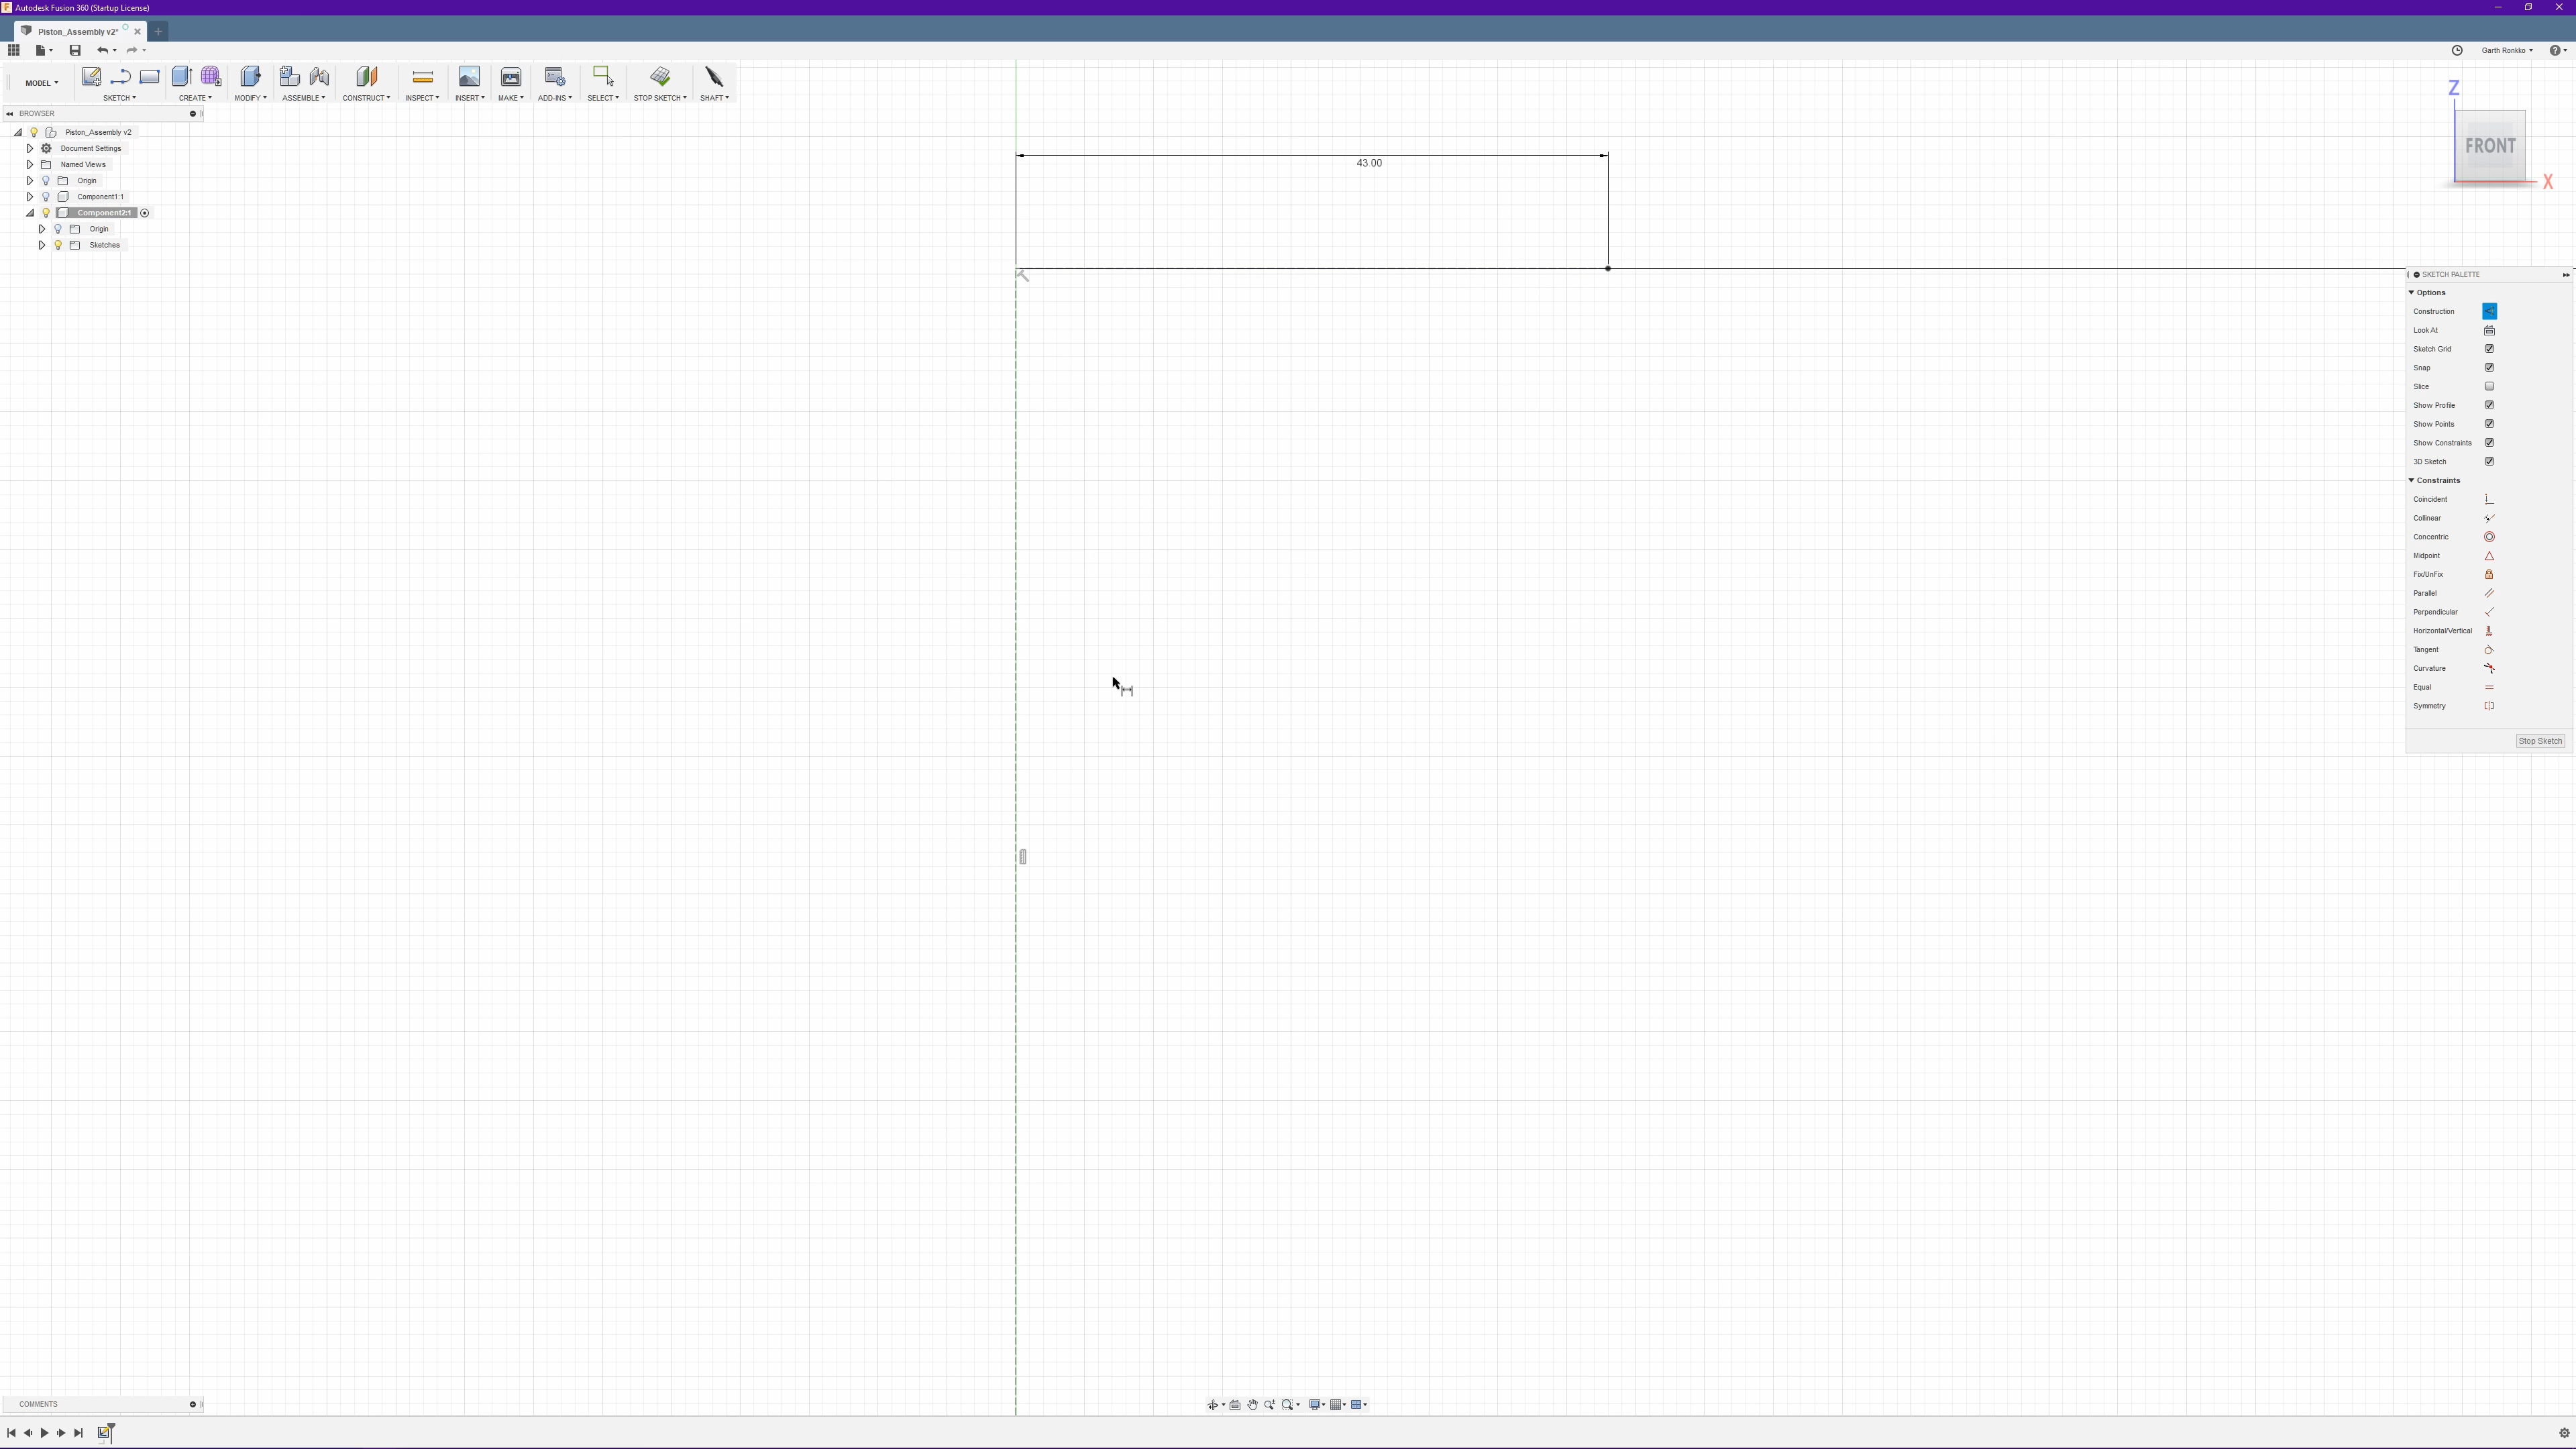 Autodesk Fusion 360 (Startup License)
Piston_Assembly v2*
Garth Ronkko
MODEL
SKETCH
CREATE
MODIFY
ASSEMBLE
CONSTRUCT
INSPECT
INSERT
MAKE
ADD-INS
SELECT
STOP SKETCH
SHAFT
BROWSER
Piston_Assembly v2
Document Settings
Named Views
Origin
Component1:1
Component2:1
Origin
Sketches
43.00
Z
FRONT
X
SKETCH PALETTE
Options
Construction
Look At
Sketch Grid
Snap
Slice
Show Profile
Show Points
Show Constraints
3D Sketch
Constraints
Coincident
Collinear
Concentric
Midpoint
Fix/UnFix
Parallel
Perpendicular
Horizontal/Vertical
Tangent
Curvature
Equal
Symmetry
Stop Sketch
COMMENTS